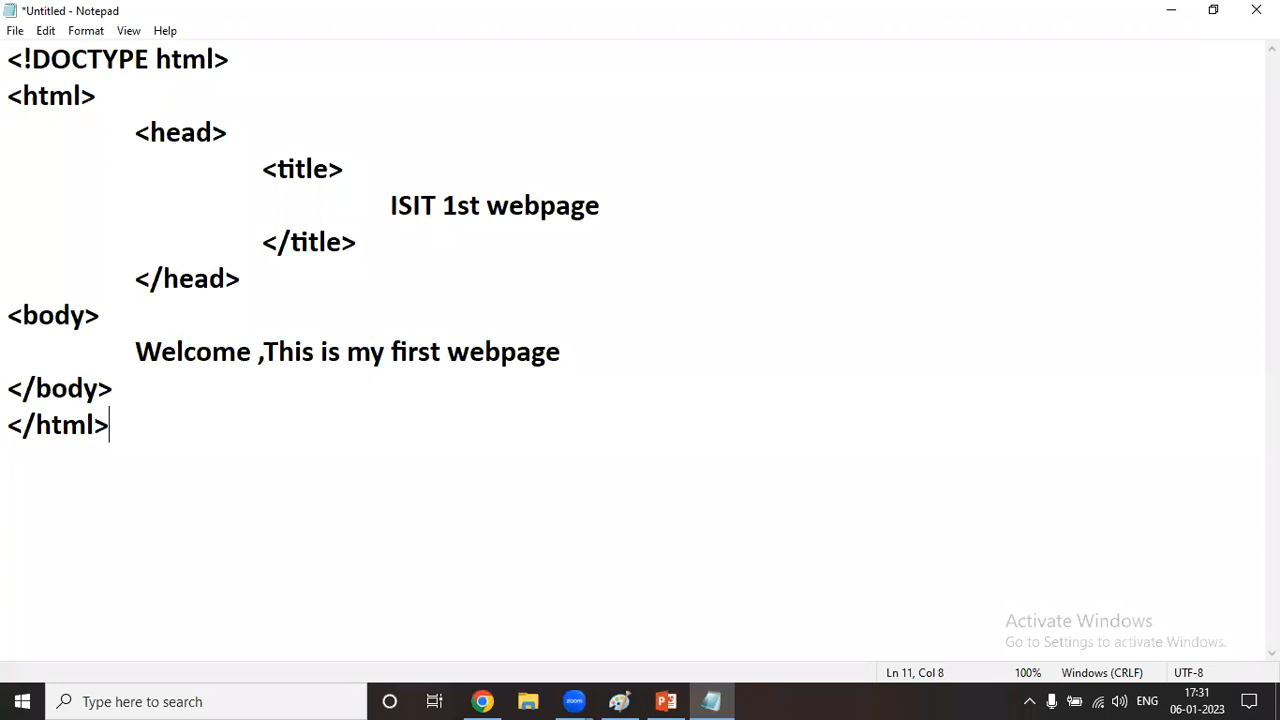 *Untitled - Notepad
File Edit Format View Help
<!DOCTYPE html>
<html>
<head>
<title>
ISIT 1st webpage
</title>
</head>
<body>
Welcome ,This is my first webpage
</body>
</html>
Activate Windows
Go to Settings to activate Windows.
Ln 11, Col 8 100% Windows (CRLF) UTF-8
Type here to search
zoom
ENG
17:31
06-01-2023